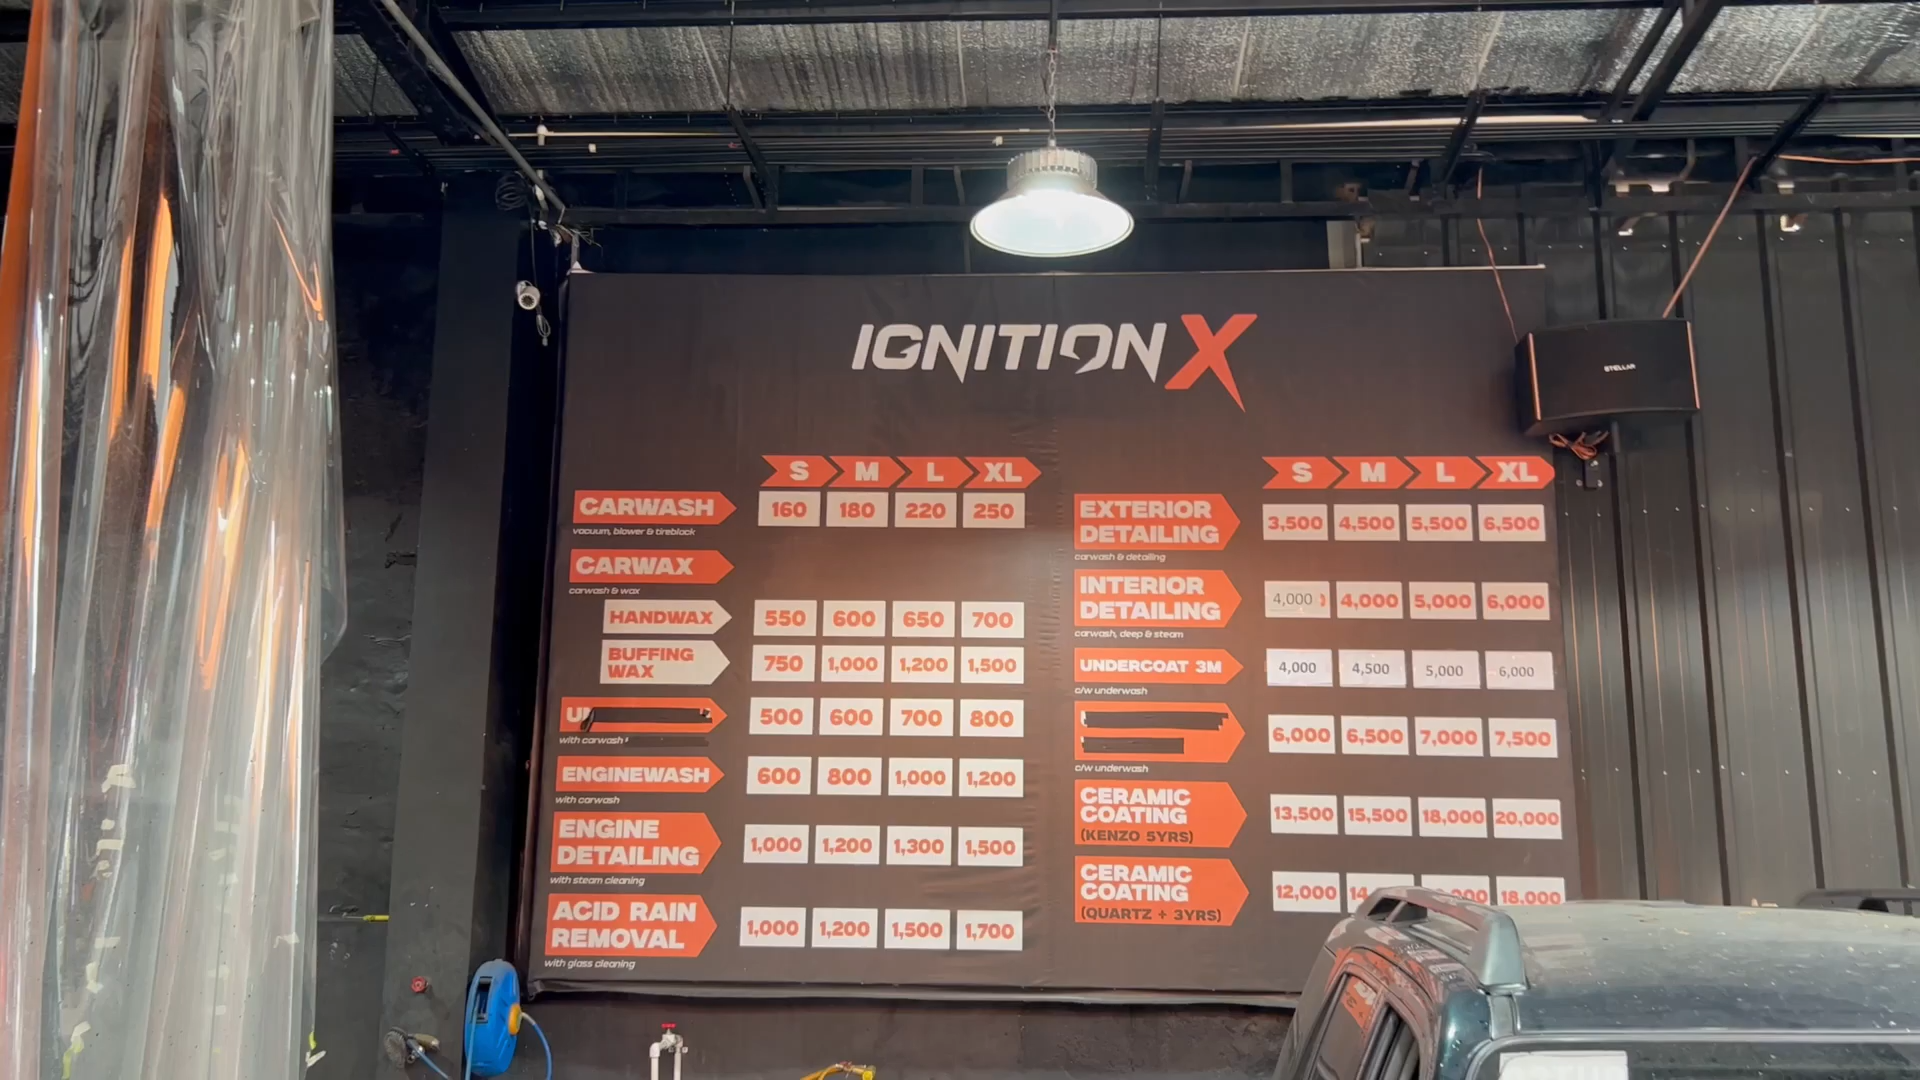 IGNITION X
S M L XL
CARWASH 160 180 220 250
vacuum, blower & tireblack
CARWAX
carwash & wax
HANDWAX 550 600 650 700
BUFFING
WAX
750 1,000 1,200 1,500
500 600 700 800
with carwash
ENGINEWASH 600 800 1,000 1,200
with carwash
ENGINE
DETAILING
1,000 1,200 1,300 1,500
with steam cleaning
ACID RAIN
REMOVAL
1,000 1,200 1,500 1,700
with glass cleaning
S M L XL
EXTERIOR
DETAILING
3,500 4,500 5,500 6,500
carwash & detailing
INTERIOR
DETAILING
4,000 4,000 5,000 6,000
carwash, deep & steam
UNDERCOAT 3M 4,000 4,500 5,000 6,000
c/w underwash
6,000 6,500 7,000 7,500
c/w underwash
CERAMIC
COATING
(KENZO 5YRS)
13,500 15,500 18,000 20,000
CERAMIC
COATING
(QUARTZ + 3YRS)
12,000 18,000
STELLAR